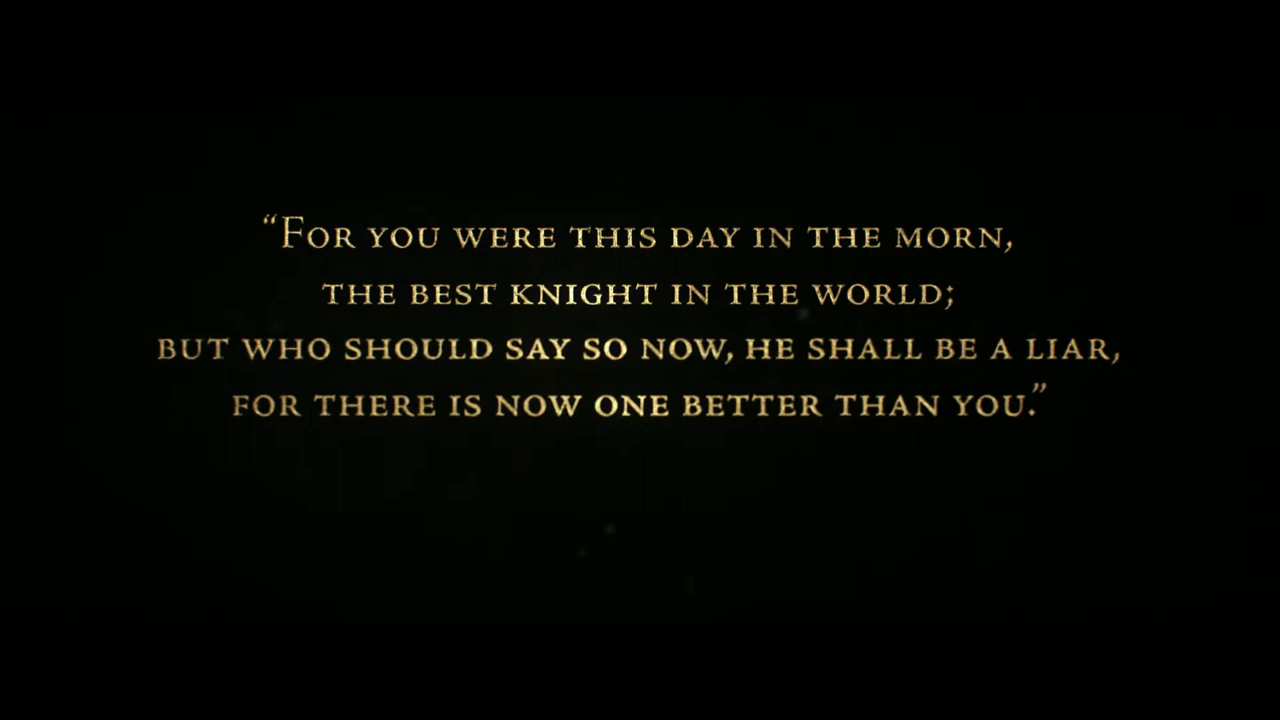 “For you were this day in the morn,
the best knight in the world;
but who should say so now, he shall be a liar,
for there is now one better than you.”